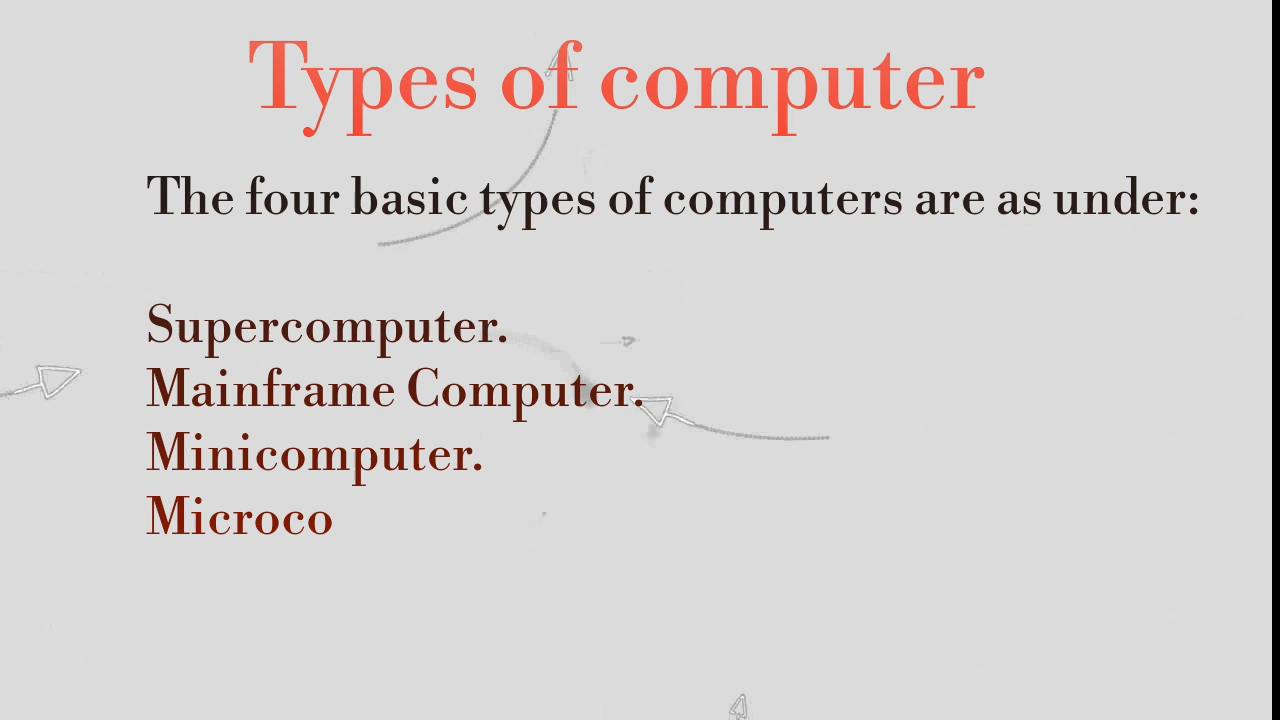 Types of computer
The four basic types of computers are as under:
Supercomputer.
Mainframe Computer.
Minicomputer.
Microco